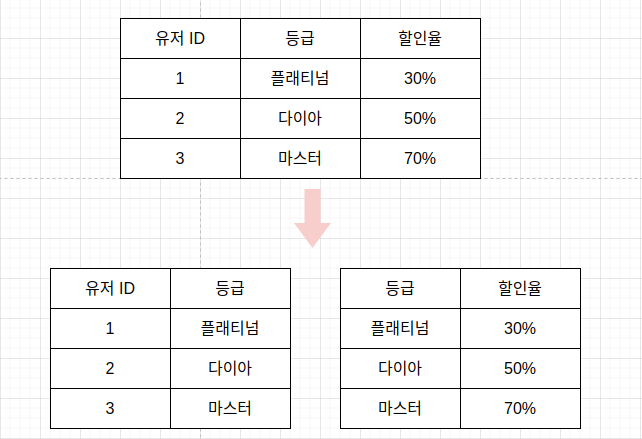 유저 ID 등급 할인율
1 플래티넘 30%
2 다이아 50%
3 마스터 70%
유저 ID 등급
1 플래티넘
2 다이아
3 마스터
등급 할인율
플래티넘 30%
다이아 50%
마스터 70%